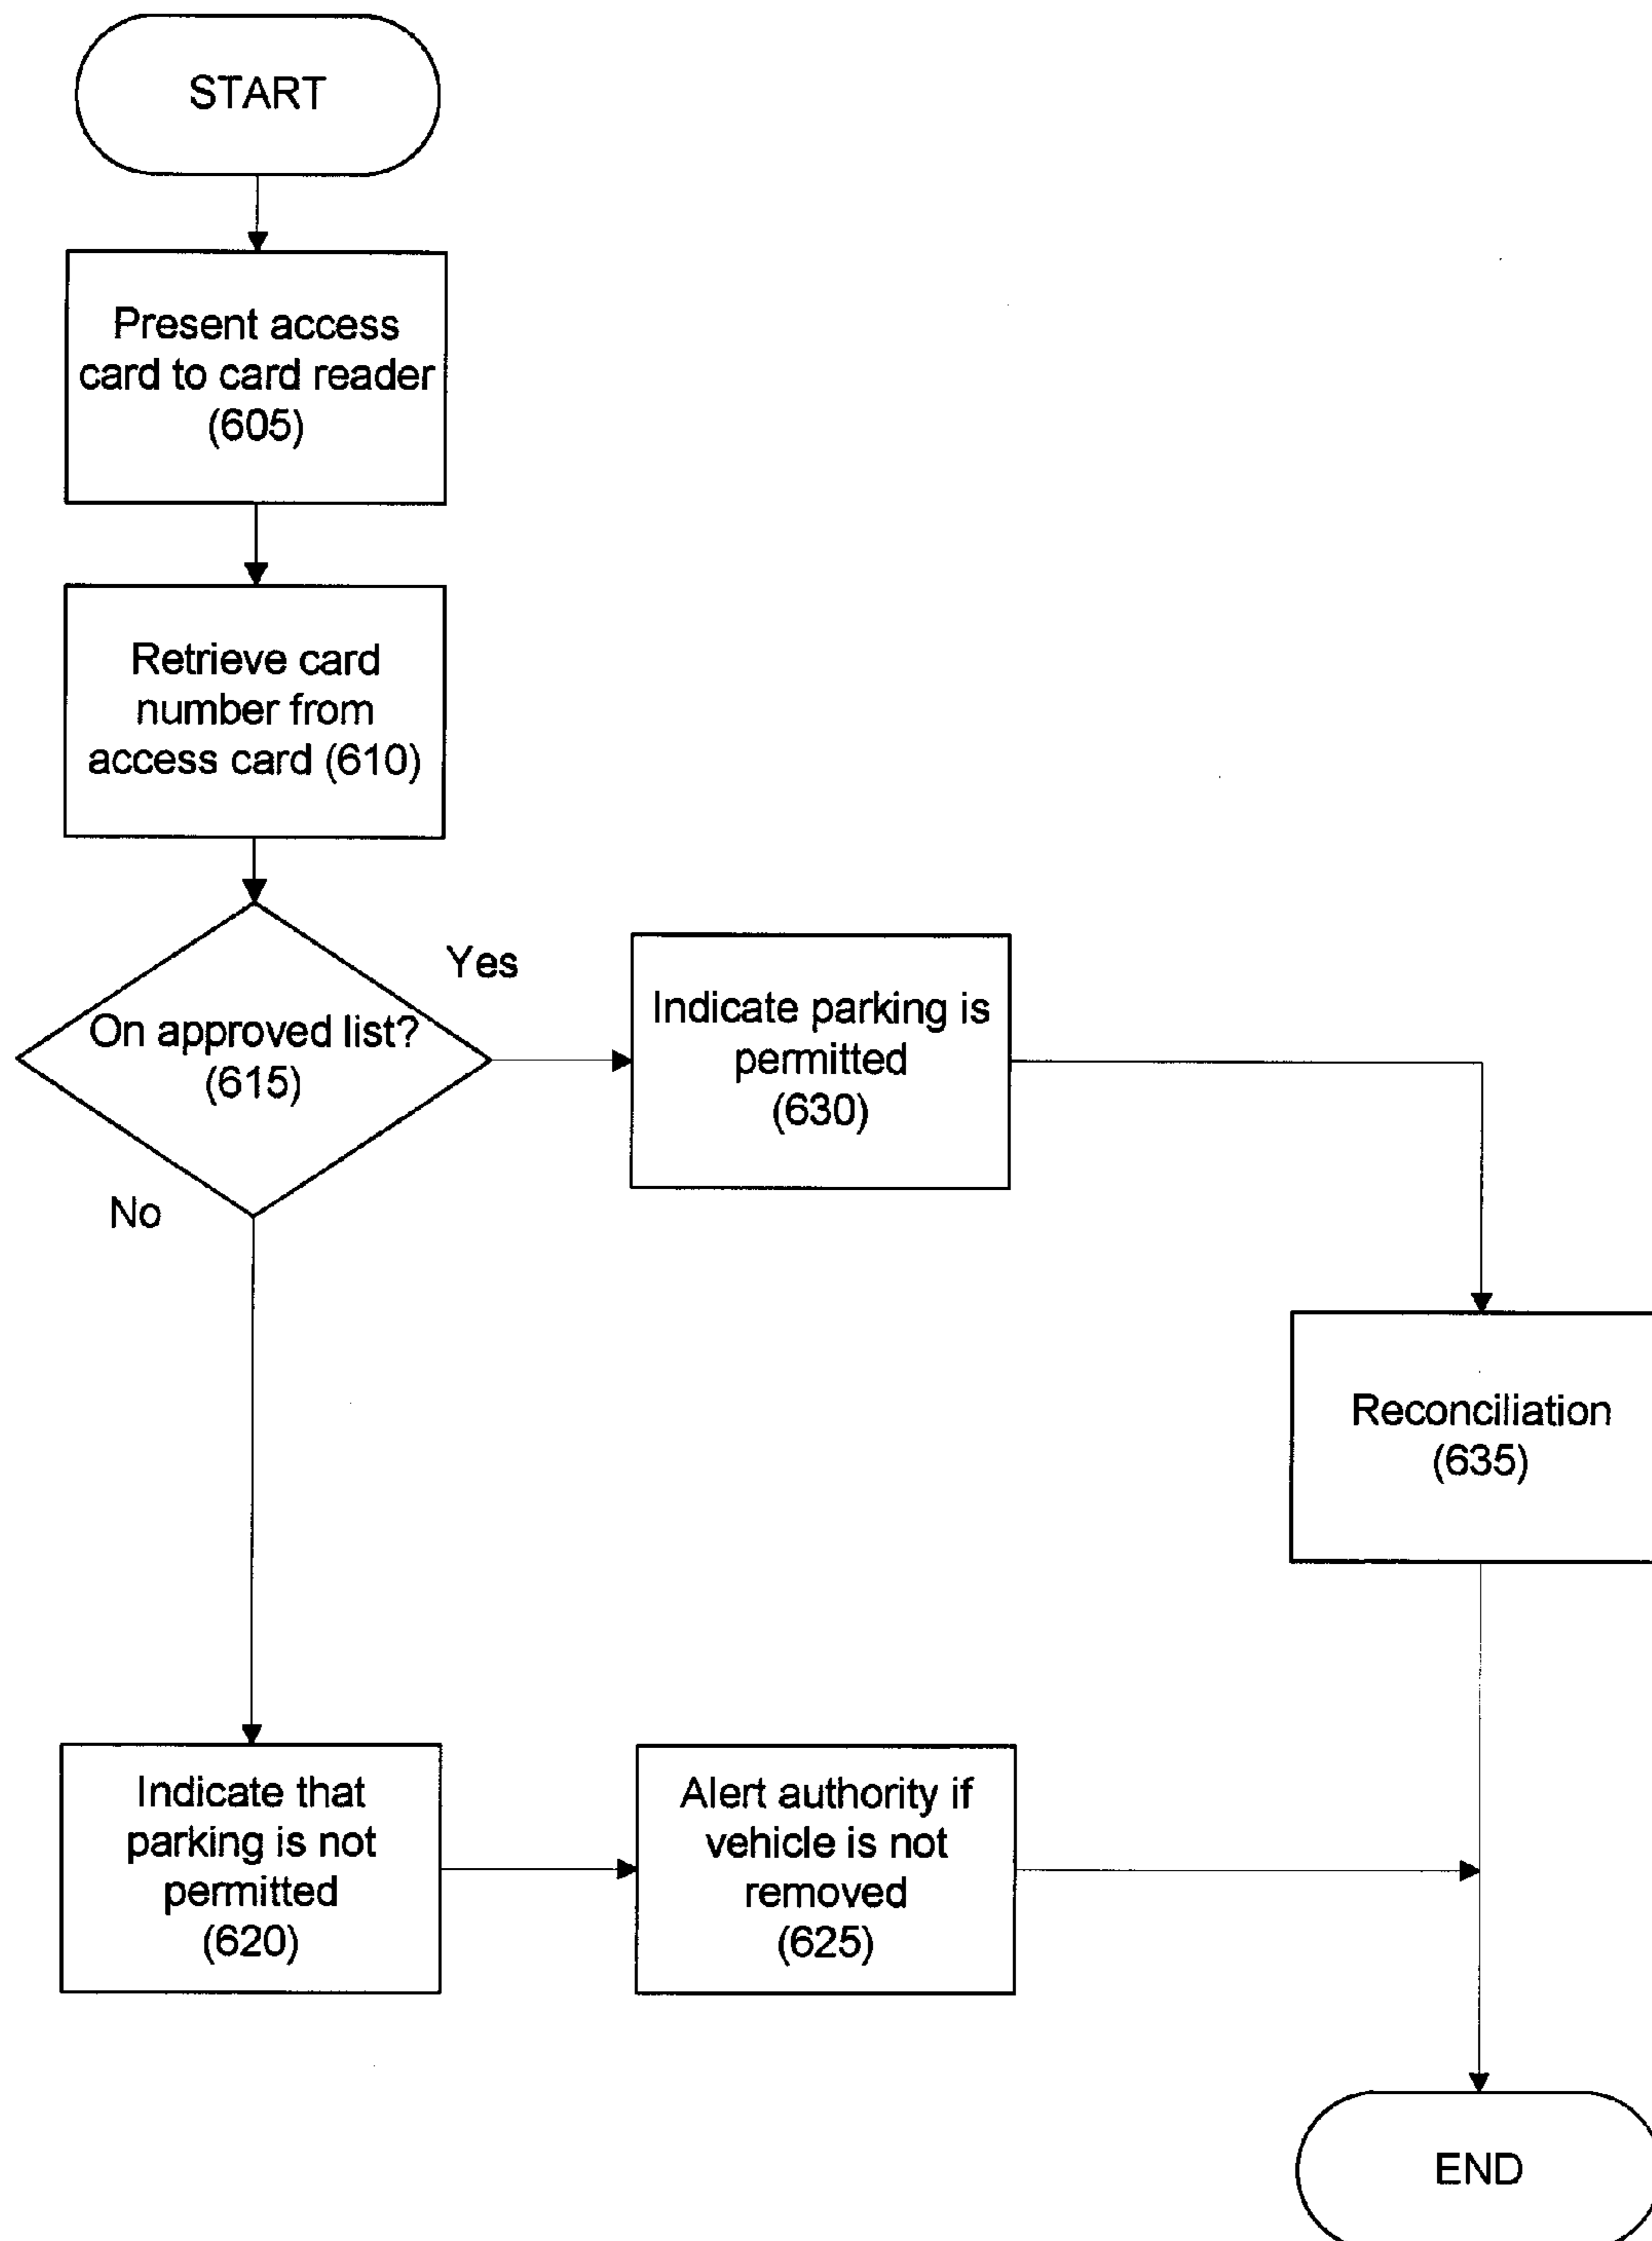 START
Present access
card to card reader
(605)
Retrieve card
number from
access card (610)
On approved list?
(615)
Yes
No
Indicate parking is
permitted
(630)
Reconciliation
(635)
Indicate that
parking is not
permitted
(620)
Alert authority if
vehicle is not
removed
(625)
END